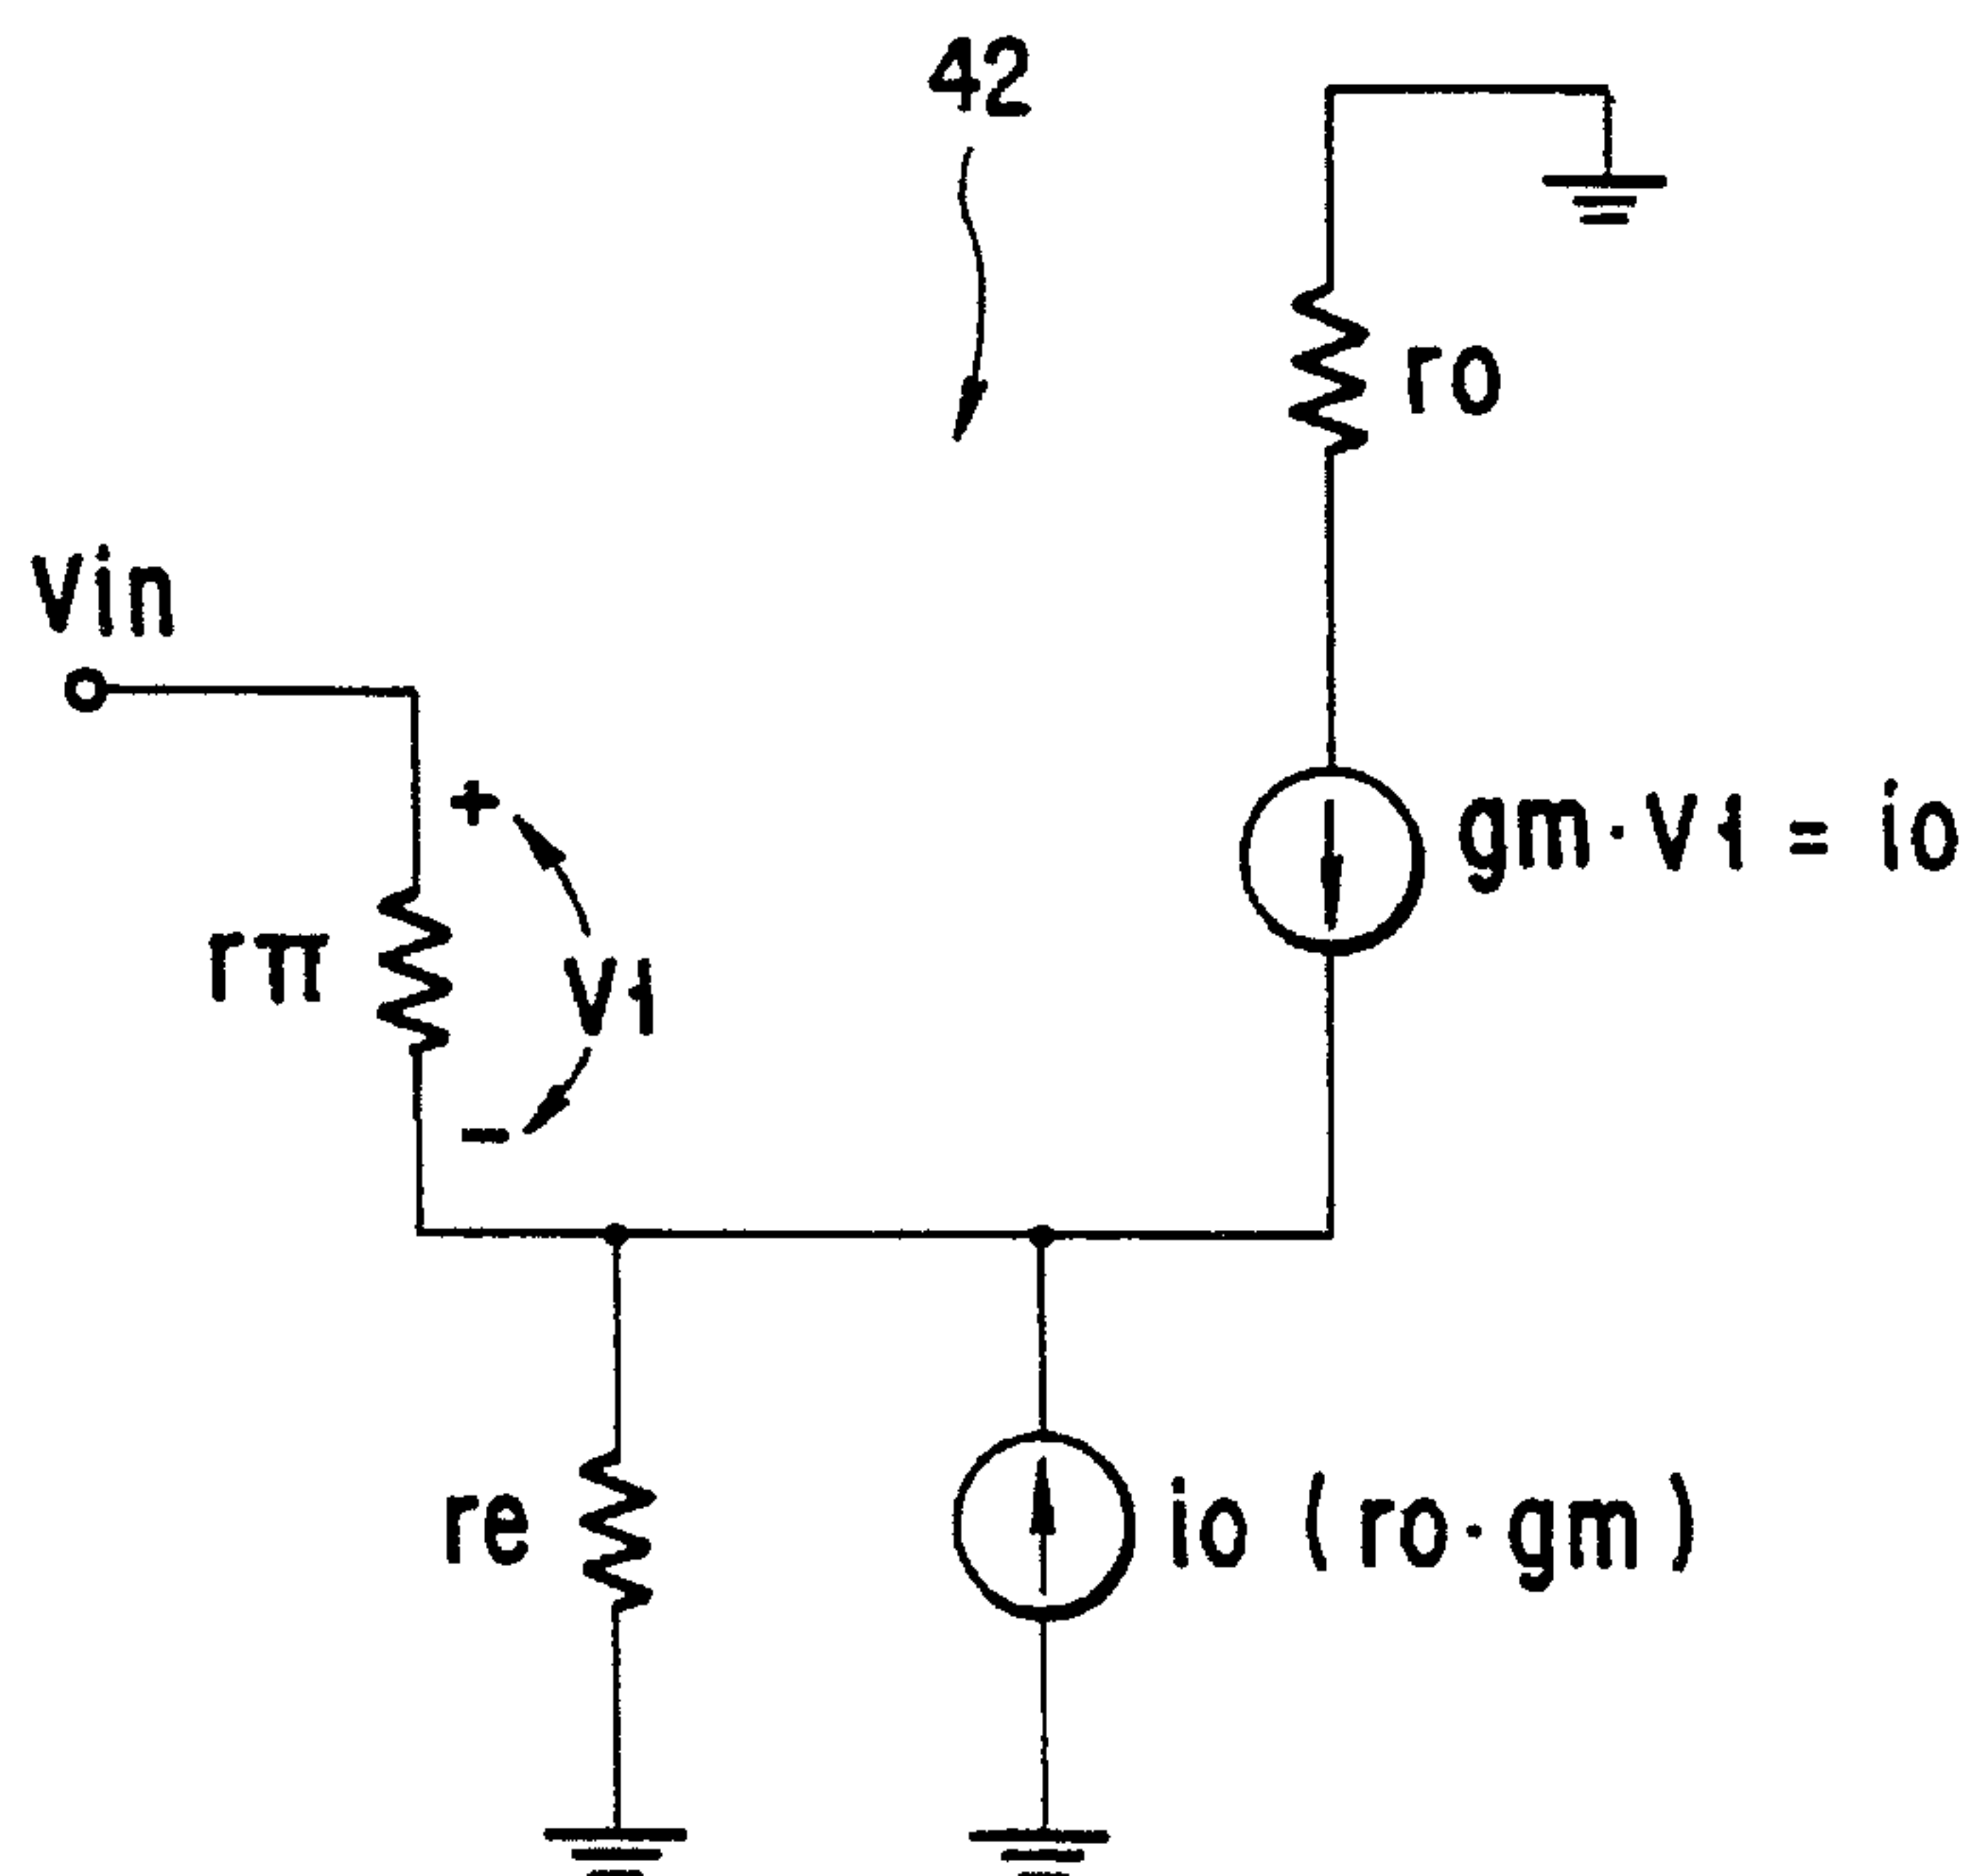 42
ro
vin
+
gm·v1 = io
rπ
v1
-
re
io (ro·gm)